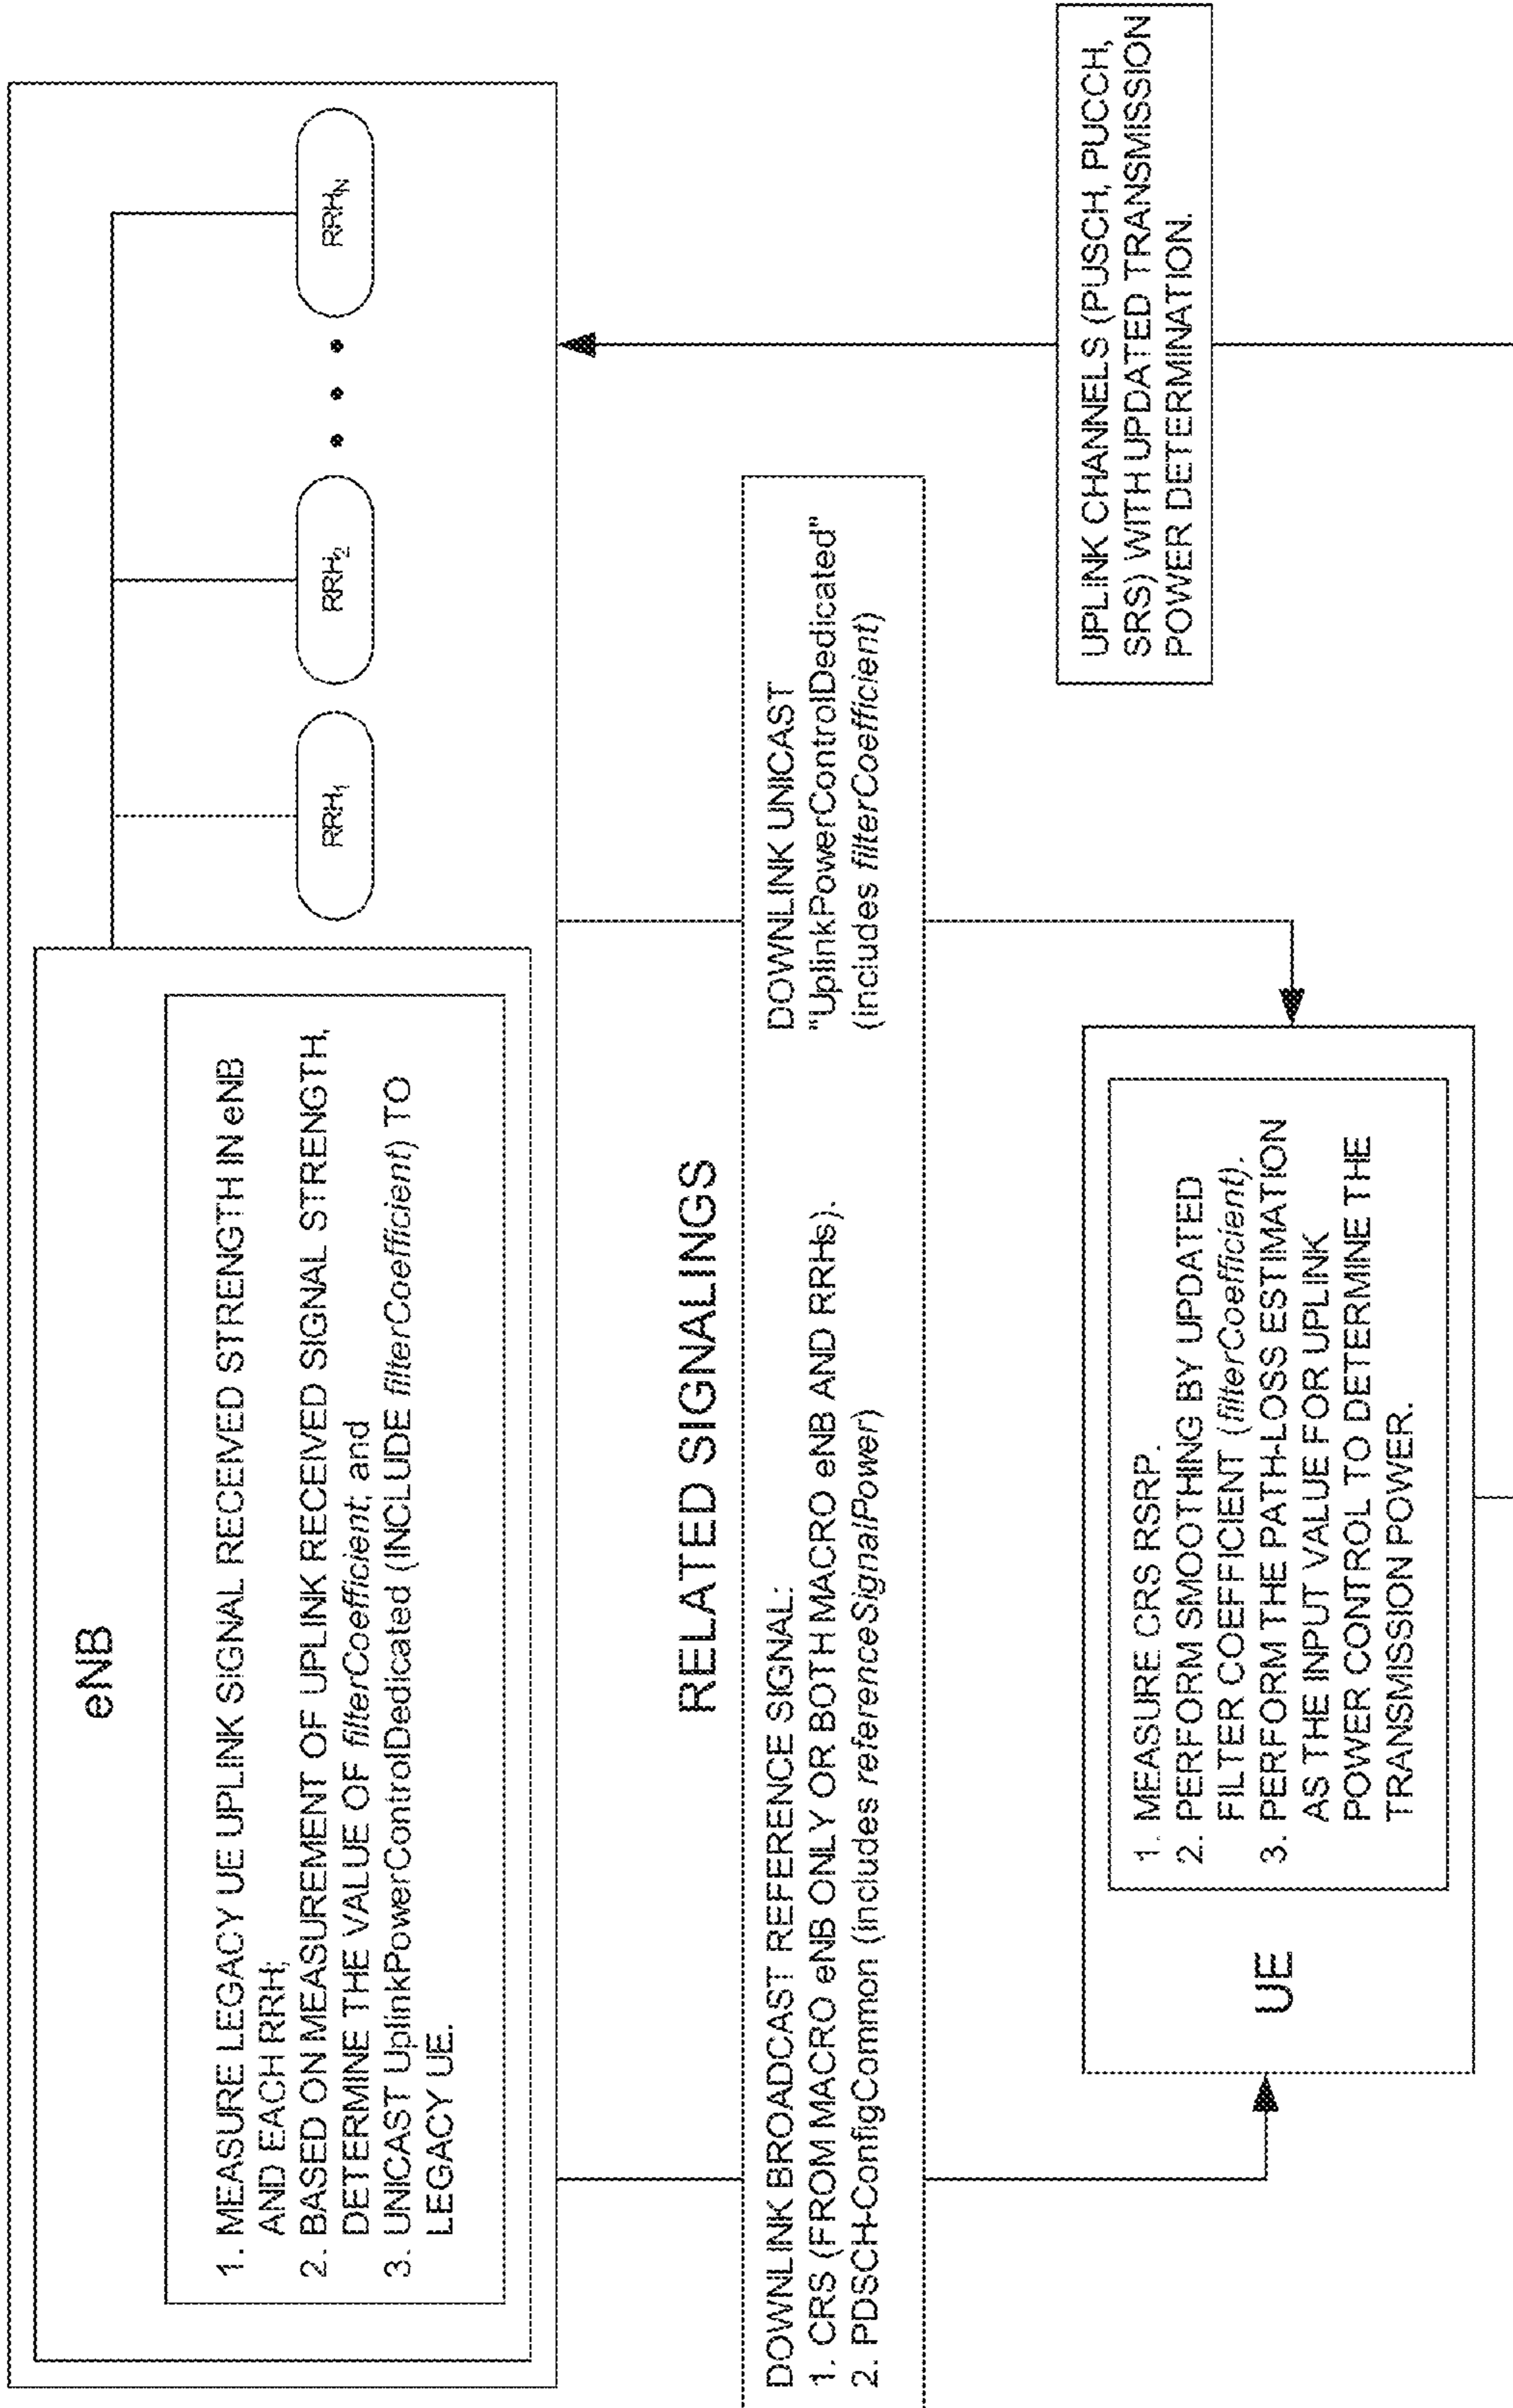 eNB
1. MEASURE LEGACY UE UPLINK SIGNAL RECEIVED STRENGTH IN eNB
AND EACH RRH;
2. BASED ON MEASUREMENT OF UPLINK RECEIVED SIGNAL STRENGTH,
DETERMINE THE VALUE OF filterCoefficient; and
3. UNICAST UplinkPowerControlDedicated (INCLUDE filterCoefficient) TO
LEGACY UE.
RRH1
RRH2
RRHN
RELATED SIGNALINGS
DOWNLINK BROADCAST REFERENCE SIGNAL:
1. CRS (FROM MACRO eNB ONLY OR BOTH MACRO eNB AND RRHs).
2. PDSCH-ConfigCommon (includes referenceSignalPower)
DOWNLINK UNICAST
"UplinkPowerControlDedicated"
(includes filterCoefficient)
UE
1. MEASURE CRS RSRP.
2. PERFORM SMOOTHING BY UPDATED
FILTER COEFFICIENT (filterCoefficient).
3. PERFORM THE PATH-LOSS ESTIMATION
AS THE INPUT VALUE FOR UPLINK
POWER CONTROL TO DETERMINE THE
TRANSMISSION POWER.
UPLINK CHANNELS (PUSCH, PUCCH,
SRS) WITH UPDATED TRANSMISSION
POWER DETERMINATION.